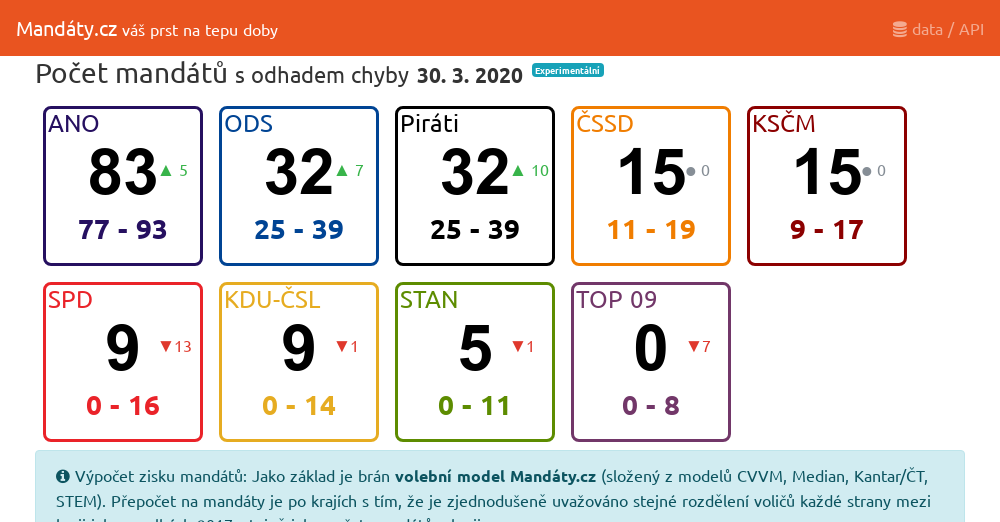 Mandáty.cz váš prst na tepu doby data / API
Počet mandátů s odhadem chyby 30. 3. 2020 Experimentální
ANO ODS Piráti ČSSD KSČM
83 ▲ 5 32 ▲ 7 32 ▲ 10 15 ● 0 15 ● 0
77 - 93 25 - 39 25 - 39 11 - 19 9 - 17
SPD KDU-ČSL STAN TOP 09
9 ▼13 9 ▼1 5 ▼1 0 ▼7
0 - 16 0 - 14 0 - 11 0 - 8
Výpočet zisku mandátů: Jako základ je brán volební model Mandáty.cz (složený z modelů CVVM, Median, Kantar/ČT,
STEM). Přepočet na mandáty je po krajích s tím, že je zjednodušeně uvažováno stejné rozdělení voličů každé strany mezi